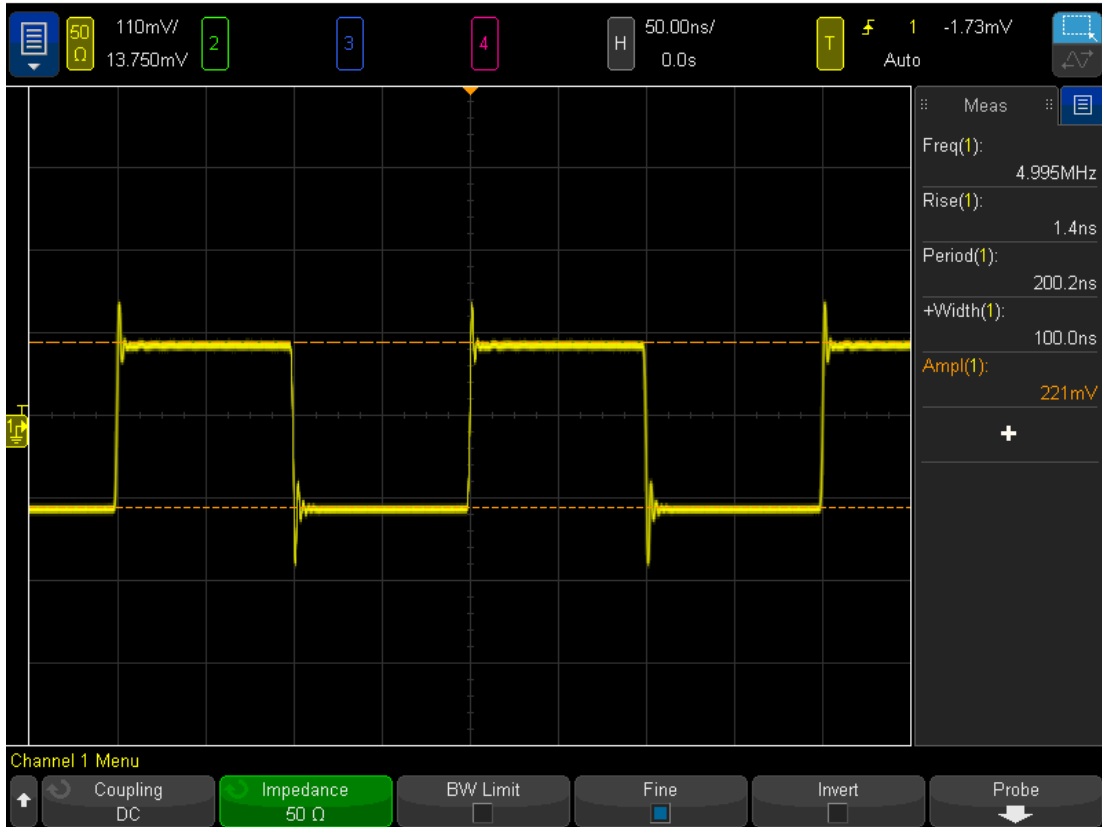 50 Ω 110mV/ 13.750mV
2
3
4
H 50.00ns/ 0.0s
T 1 -1.73mV
Auto
Meas
Freq(1):
4.995MHz
Rise(1):
1.4ns
Period(1):
200.2ns
+Width(1):
100.0ns
Ampl(1):
221mV
+
T
1
Channel 1 Menu
Coupling
DC
Impedance
50 Ω
BW Limit
Fine
Invert
Probe